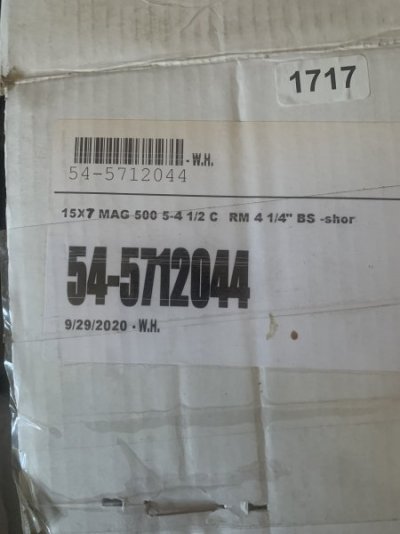 1717
- W.H.
54-5712044
15X7 MAG 500 5-4 1/2 C RM 4 1/4" BS -shor
54-5712044
9/29/2020 - W.H.